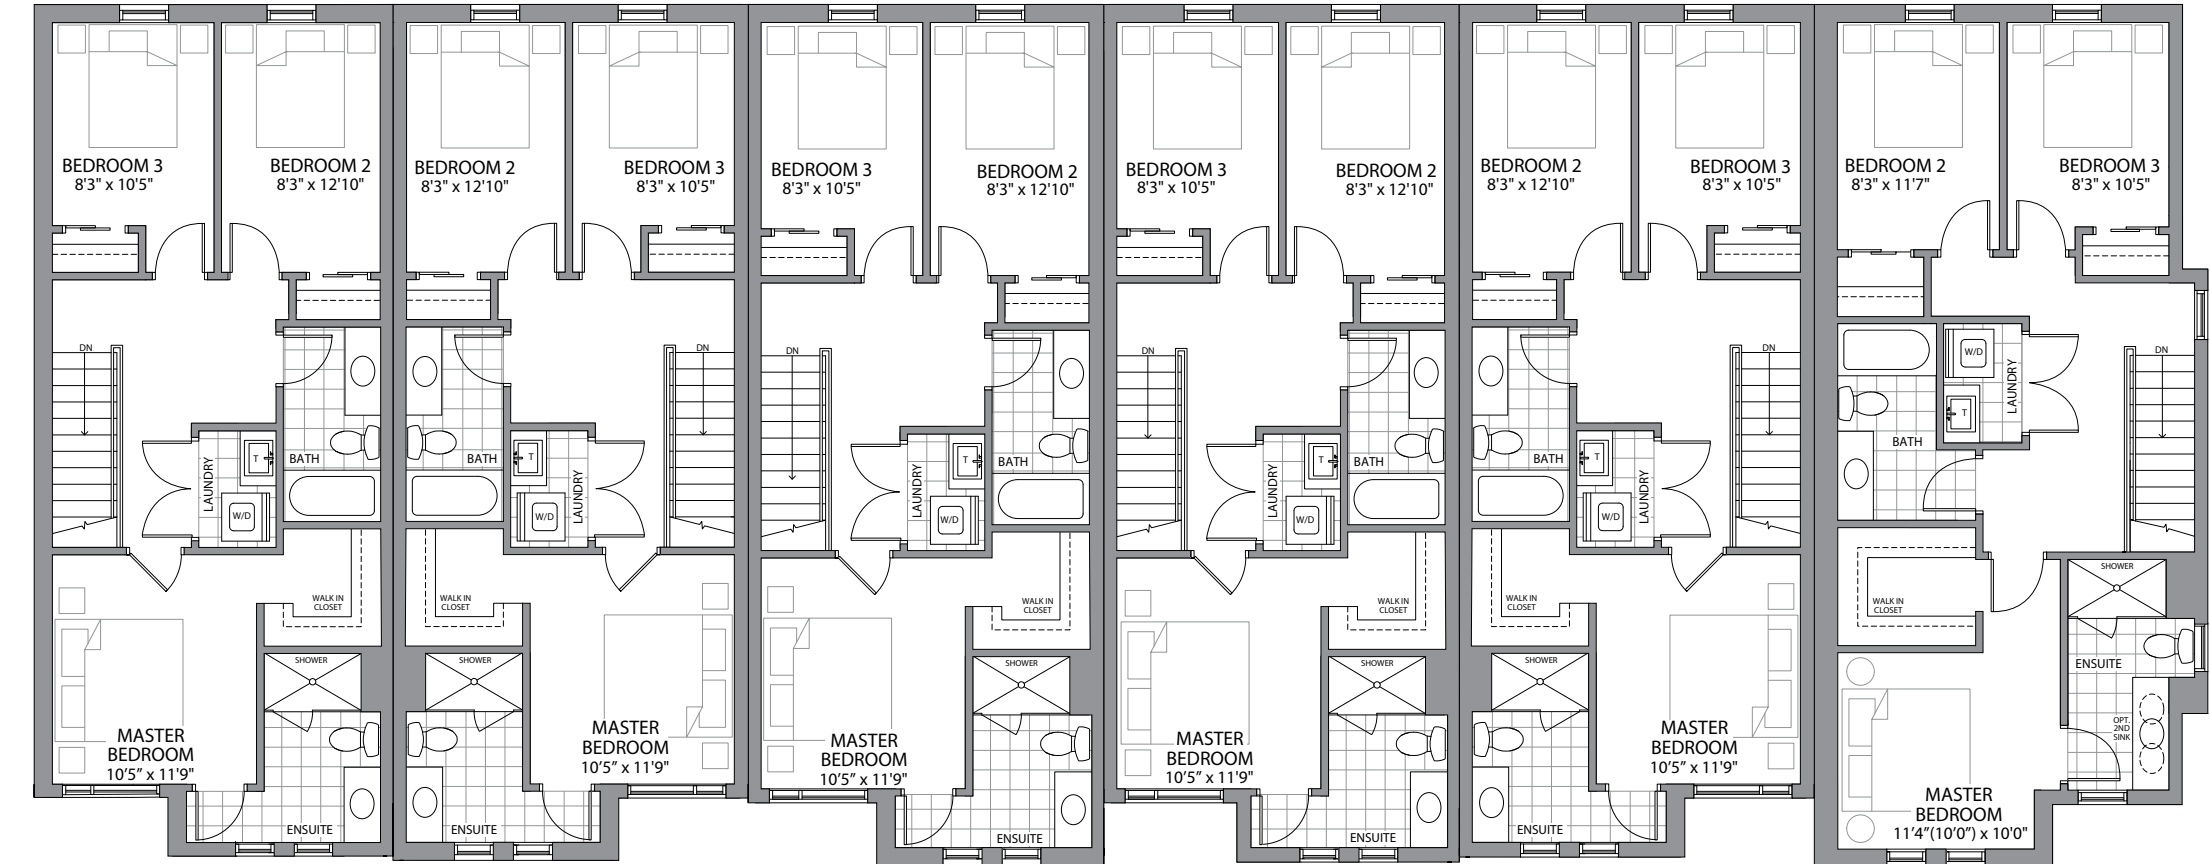 BEDROOM 3
8'3" x 10'5"
BEDROOM 2
8'3" x 12'10"
DN
BATH
LAUNDRY
T
W/D
WALK IN
CLOSET
SHOWER
MASTER
BEDROOM
10'5" x 11'9"
ENSUITE
BEDROOM 2
8'3" x 12'10"
BEDROOM 3
8'3" x 10'5"
DN
BATH
T
LAUNDRY
W/D
WALK IN
CLOSET
SHOWER
MASTER
BEDROOM
10'5" x 11'9"
ENSUITE
BEDROOM 3
8'3" x 10'5"
BEDROOM 2
8'3" x 12'10"
DN
BATH
LAUNDRY
T
W/D
WALK IN
CLOSET
SHOWER
MASTER
BEDROOM
10'5" x 11'9"
ENSUITE
BEDROOM 3
8'3" x 10'5"
BEDROOM 2
8'3" x 12'10"
DN
BATH
LAUNDRY
T
W/D
WALK IN
CLOSET
SHOWER
MASTER
BEDROOM
10'5" x 11'9"
ENSUITE
BEDROOM 2
8'3" x 12'10"
BEDROOM 3
8'3" x 10'5"
DN
BATH
T
LAUNDRY
W/D
WALK IN
CLOSET
SHOWER
MASTER
BEDROOM
10'5" x 11'9"
ENSUITE
BEDROOM 2
8'3" x 11'7"
BEDROOM 3
8'3" x 10'5"
W/D
DN
LAUNDRY
T
BATH
SHOWER
WALK IN
CLOSET
ENSUITE
OPT.
2ND
SINK
MASTER
BEDROOM
11'4"(10'0") x 10'0"